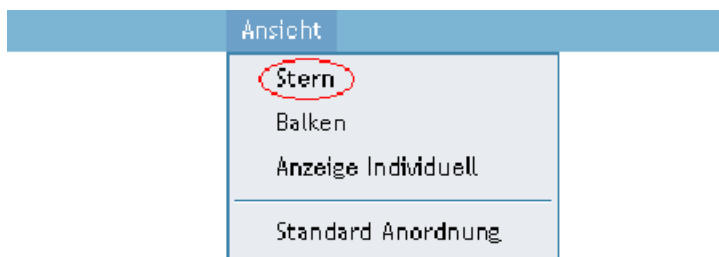 Ansicht
Stern
Balken
Anzeige Individuell
Standard Anordnung